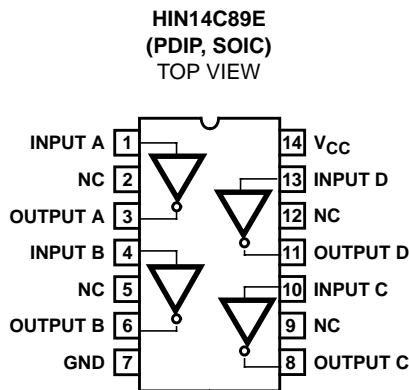 HIN14C89E
(PDIP, SOIC)
TOP VIEW
INPUT A 1
NC 2
OUTPUT A 3
INPUT B 4
NC 5
OUTPUT B 6
GND 7
14 VCC
13 INPUT D
12 NC
11 OUTPUT D
10 INPUT C
9 NC
8 OUTPUT C